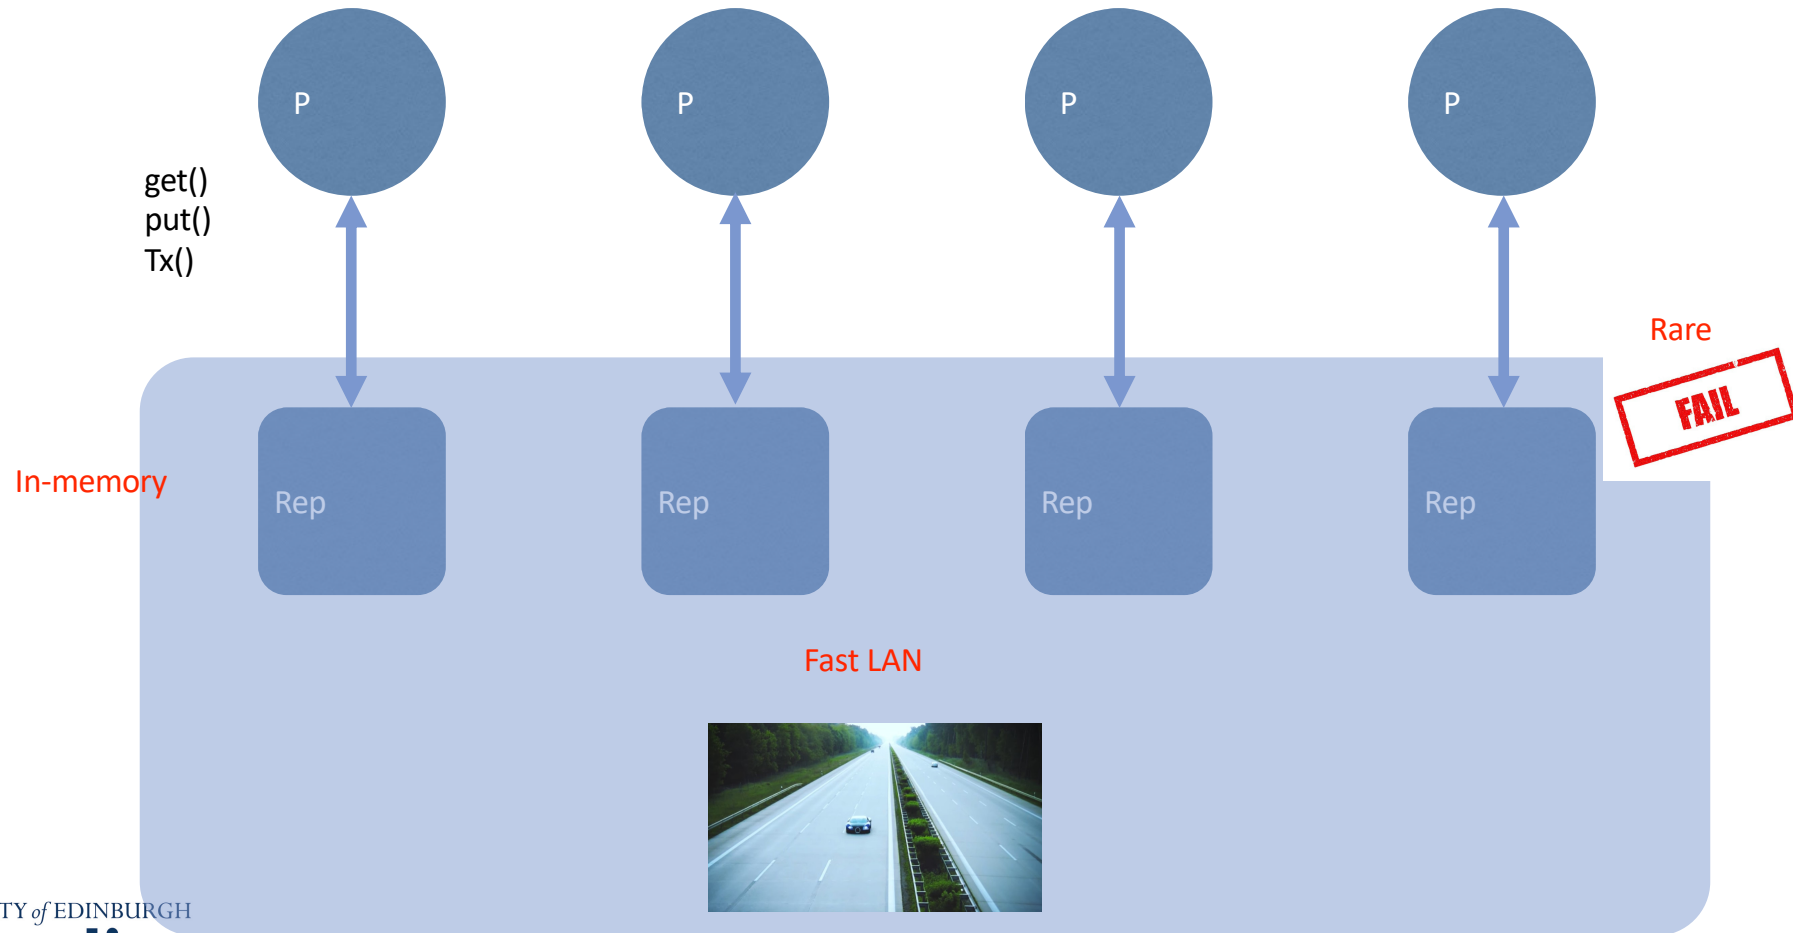 P
P
P
P
get()
put()
Tx()
Rare
FAIL
In-memory
Rep
Rep
Rep
Rep
Fast LAN
TY of EDINBURGH